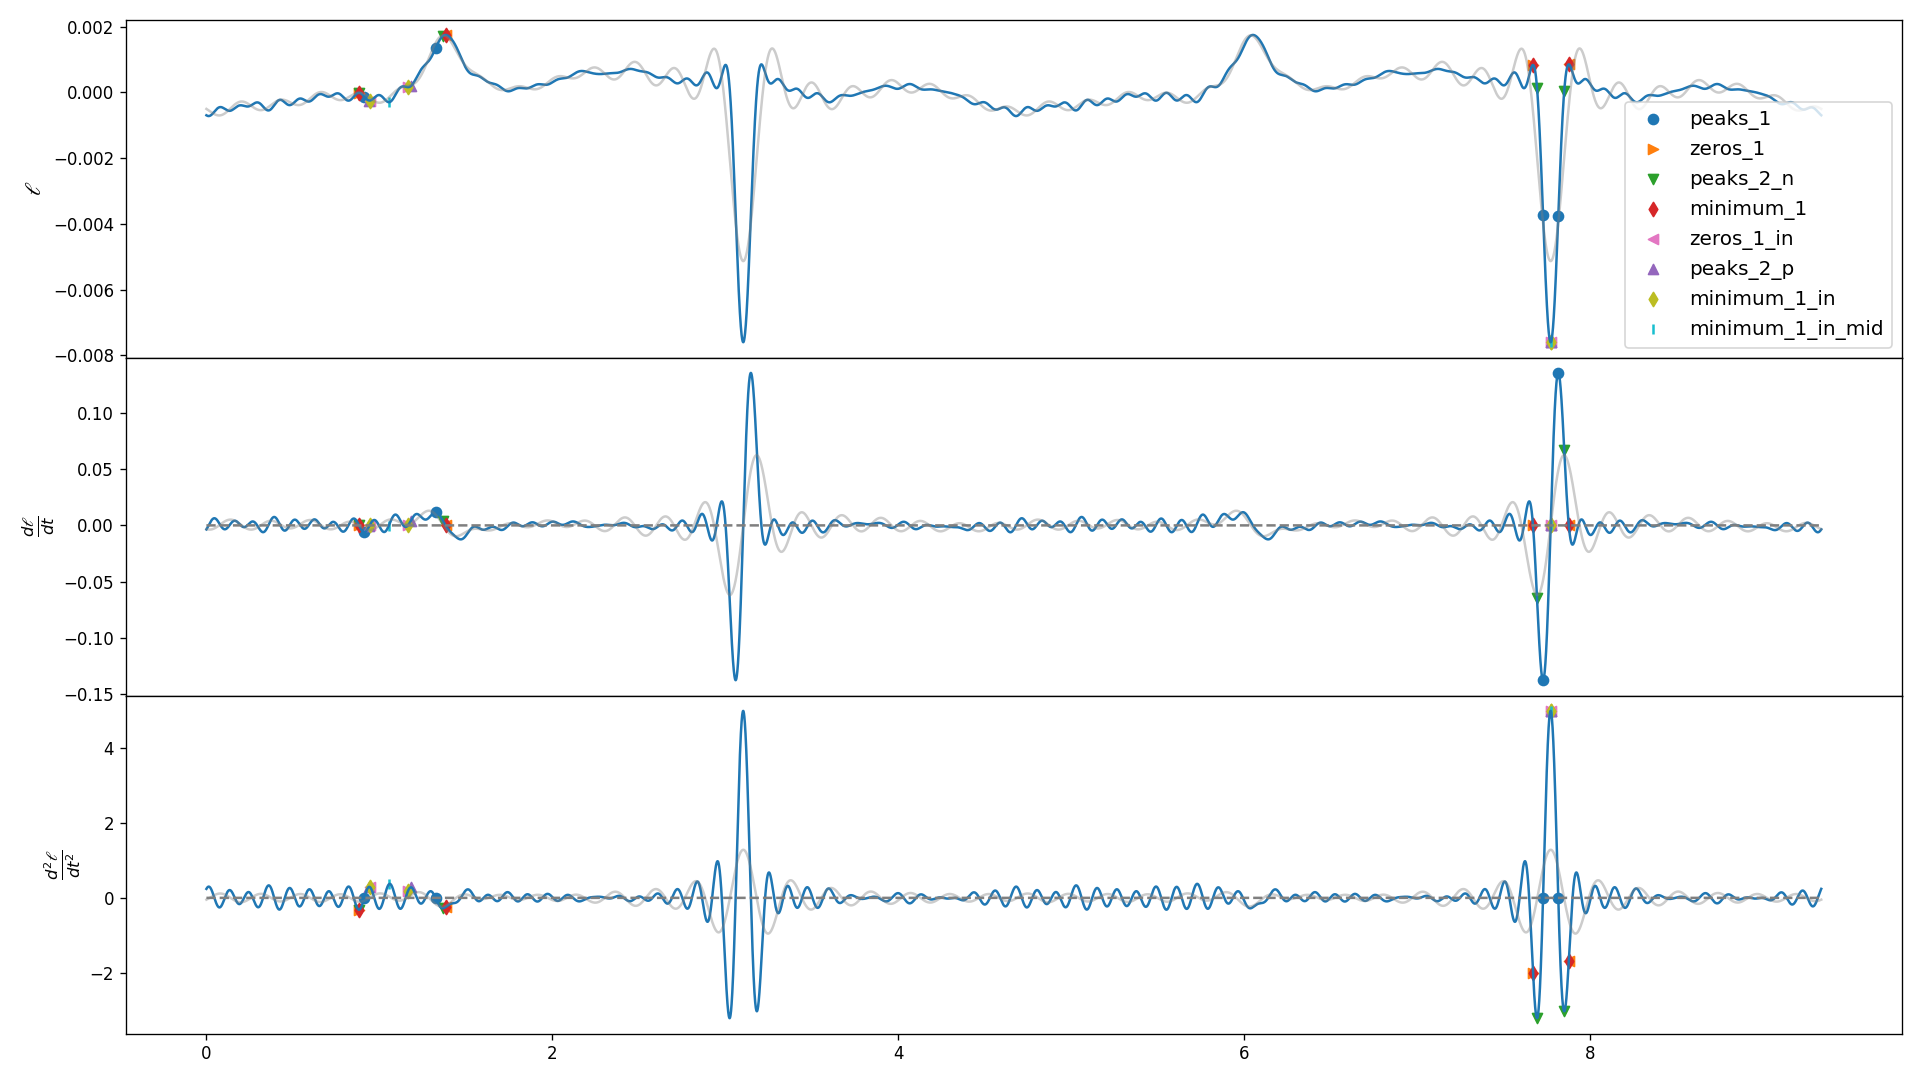 0.002
0.000
−0.002
−0.004
−0.006
−0.008
ℓ
peaks_1
zeros_1
peaks_2_n
minimum_1
zeros_1_in
peaks_2_p
minimum_1_in
minimum_1_in_mid
0.10
0.05
0.00
−0.05
−0.10
−0.15
dℓ
dt
4
2
0
−2
d²ℓ
dt²
0 2 4 6 8